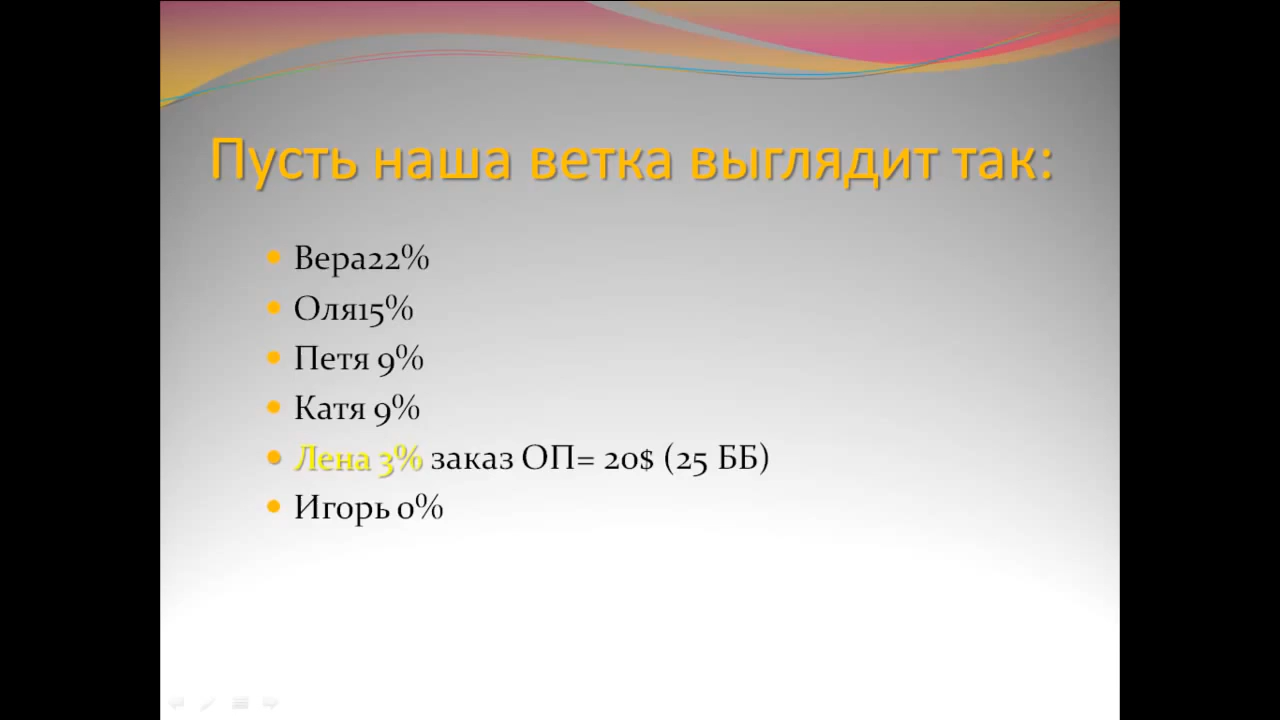 Пусть наша ветка выглядит так:
Вера22%
Оля15%
Петя 9%
Катя 9%
Лена 3% заказ ОП= 20$ (25 ББ)
Игорь 0%